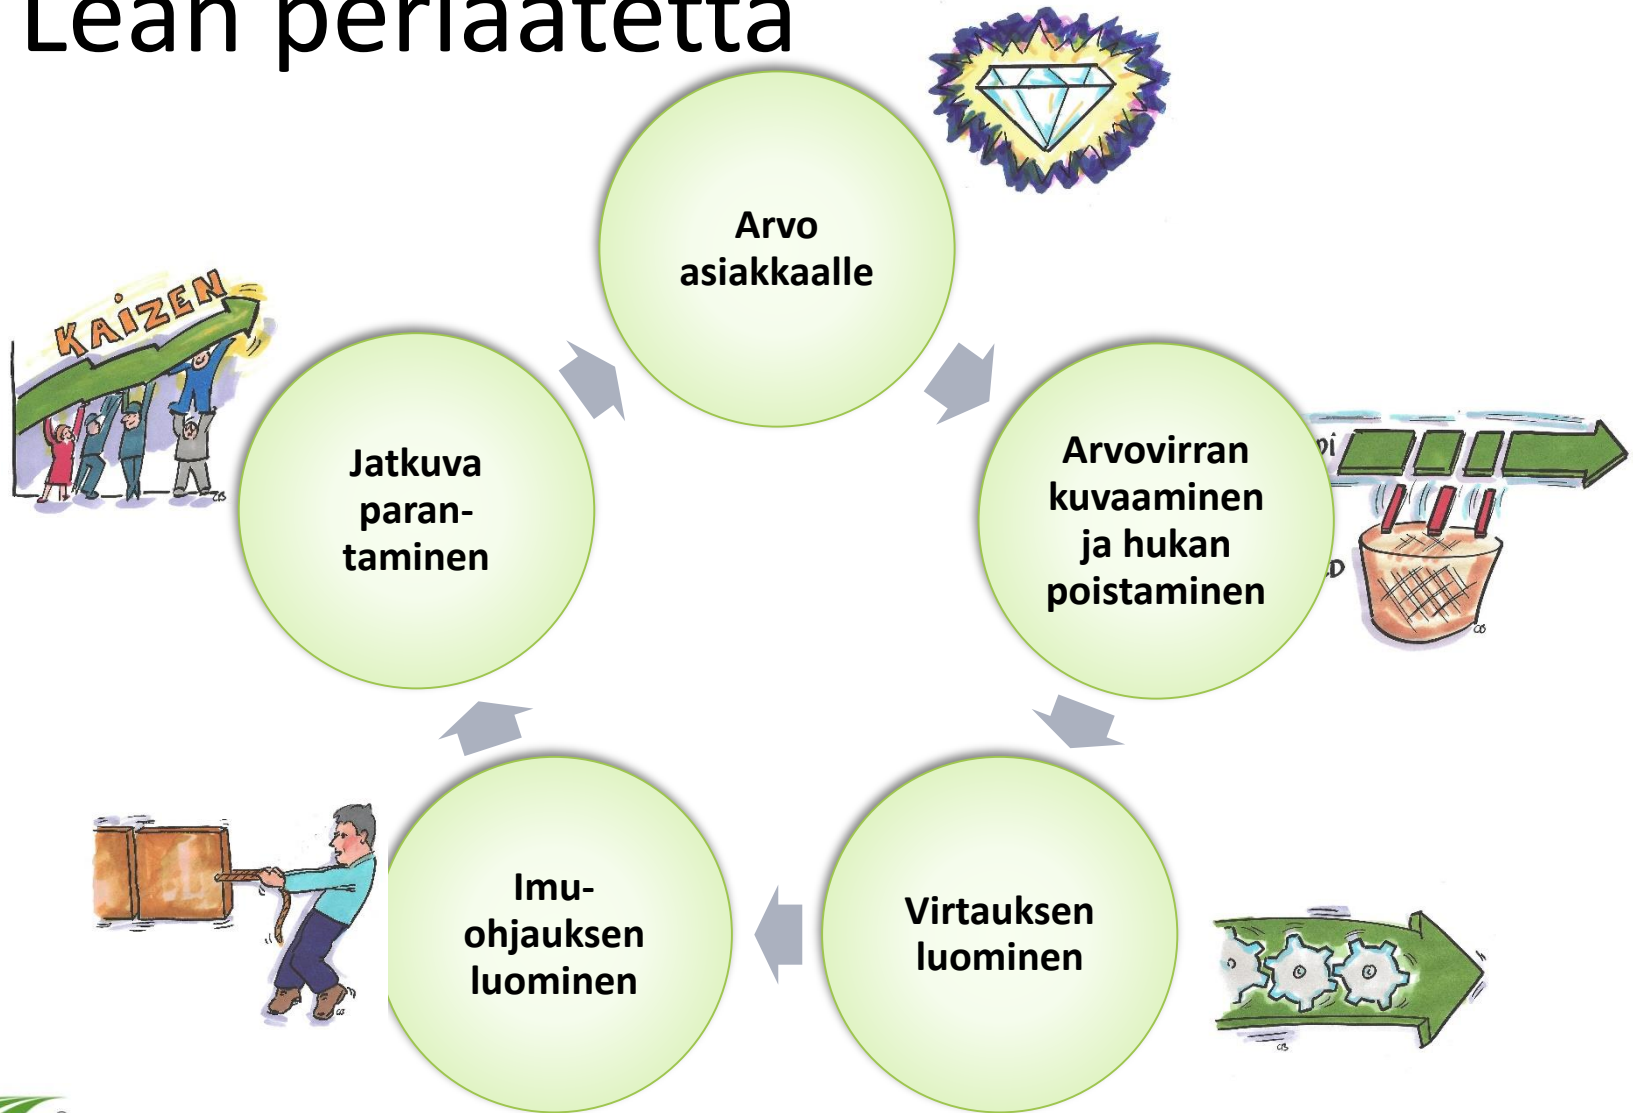 Lean periaatetta
Arvo
asiakkaalle
KAIZEN
Jatkuva
paran-
taminen
Arvovirran
kuvaaminen
ja hukan
poistaminen
Imu-
ohjauksen
luominen
Virtauksen
luominen